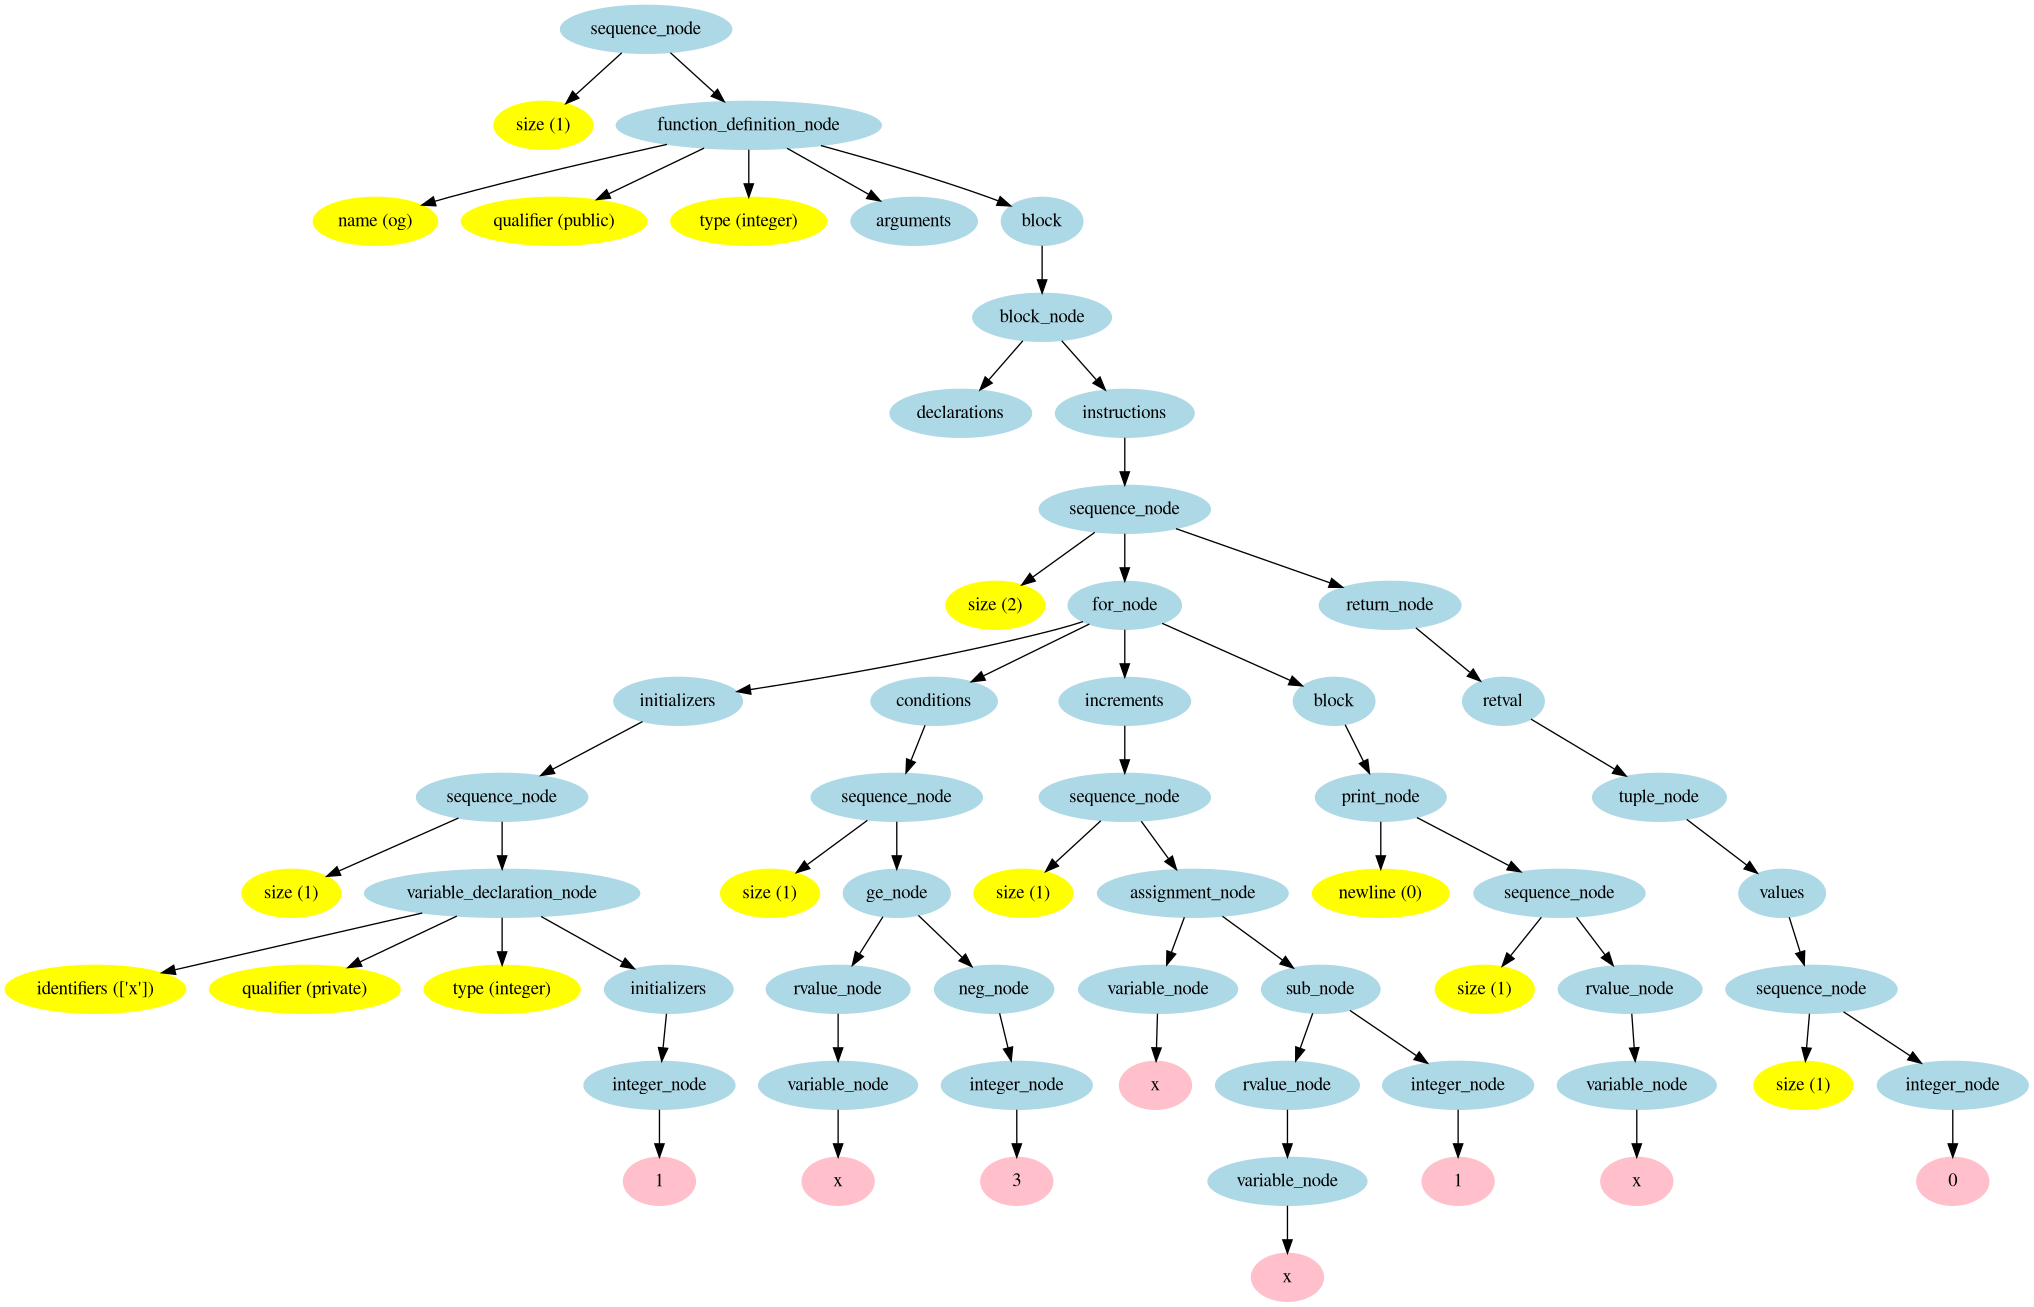 sequence_node
size (1)
function_definition_node
name (og)
qualifier (public)
type (integer)
arguments
block
block_node
declarations
instructions
sequence_node
size (2)
for_node
return_node
initializers
conditions
increments
block
retval
sequence_node
sequence_node
sequence_node
print_node
tuple_node
size (1)
variable_declaration_node
size (1)
ge_node
size (1)
assignment_node
newline (0)
sequence_node
values
identifiers (['x'])
qualifier (private)
type (integer)
initializers
rvalue_node
neg_node
variable_node
sub_node
size (1)
rvalue_node
sequence_node
integer_node
variable_node
integer_node
x
rvalue_node
integer_node
variable_node
size (1)
integer_node
1
x
3
variable_node
1
x
0
x